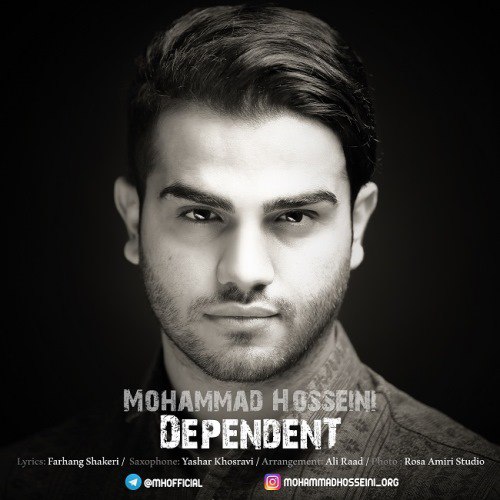 Mohammad Hosseini
Dependent
Lyrics: Farhang Shakeri / Saxophone: Yashar Khosravi / Arrangement: Ali Raad / Photo : Rosa Amiri Studio
@MHOFFICIAL MOHAMMADHOSSEINI_ORG